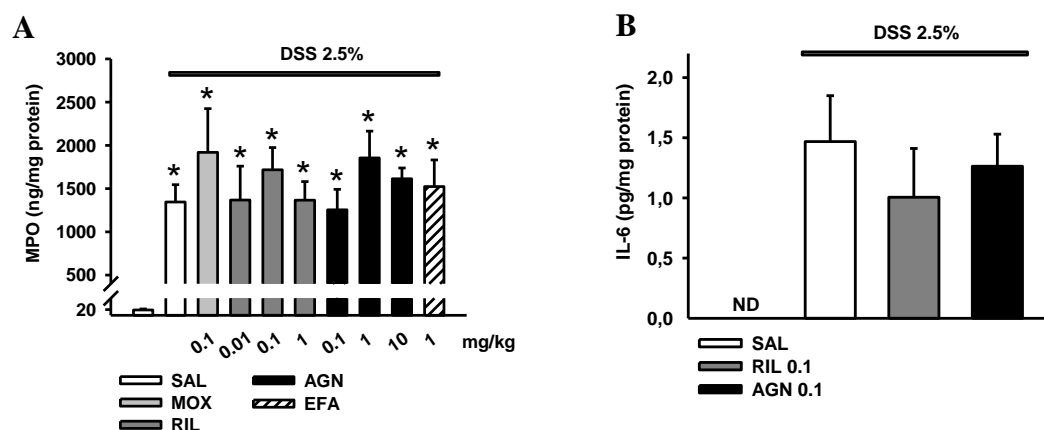 A
DSS 2.5%
3000
2500
2000
1500
1000
500
20
MPO (ng/mg protein)
* * * * * * * * *
0.1 0.01 0.1 1 0.1 1 10 1 mg/kg
SAL
MOX
RIL
AGN
EFA
B
DSS 2.5%
2,0
1,5
1,0
0,5
0,0
IL-6 (pg/mg protein)
ND
SAL
RIL 0.1
AGN 0.1